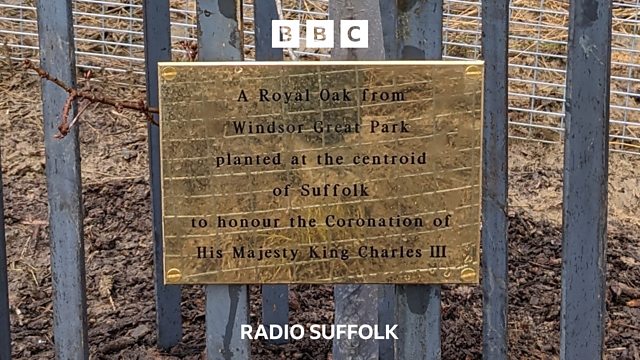 BBC
A Royal Oak from
Windsor Great Park
planted at the centroid
of Suffolk
to honour the Coronation of
His Majesty King Charles III
RADIO SUFFOLK